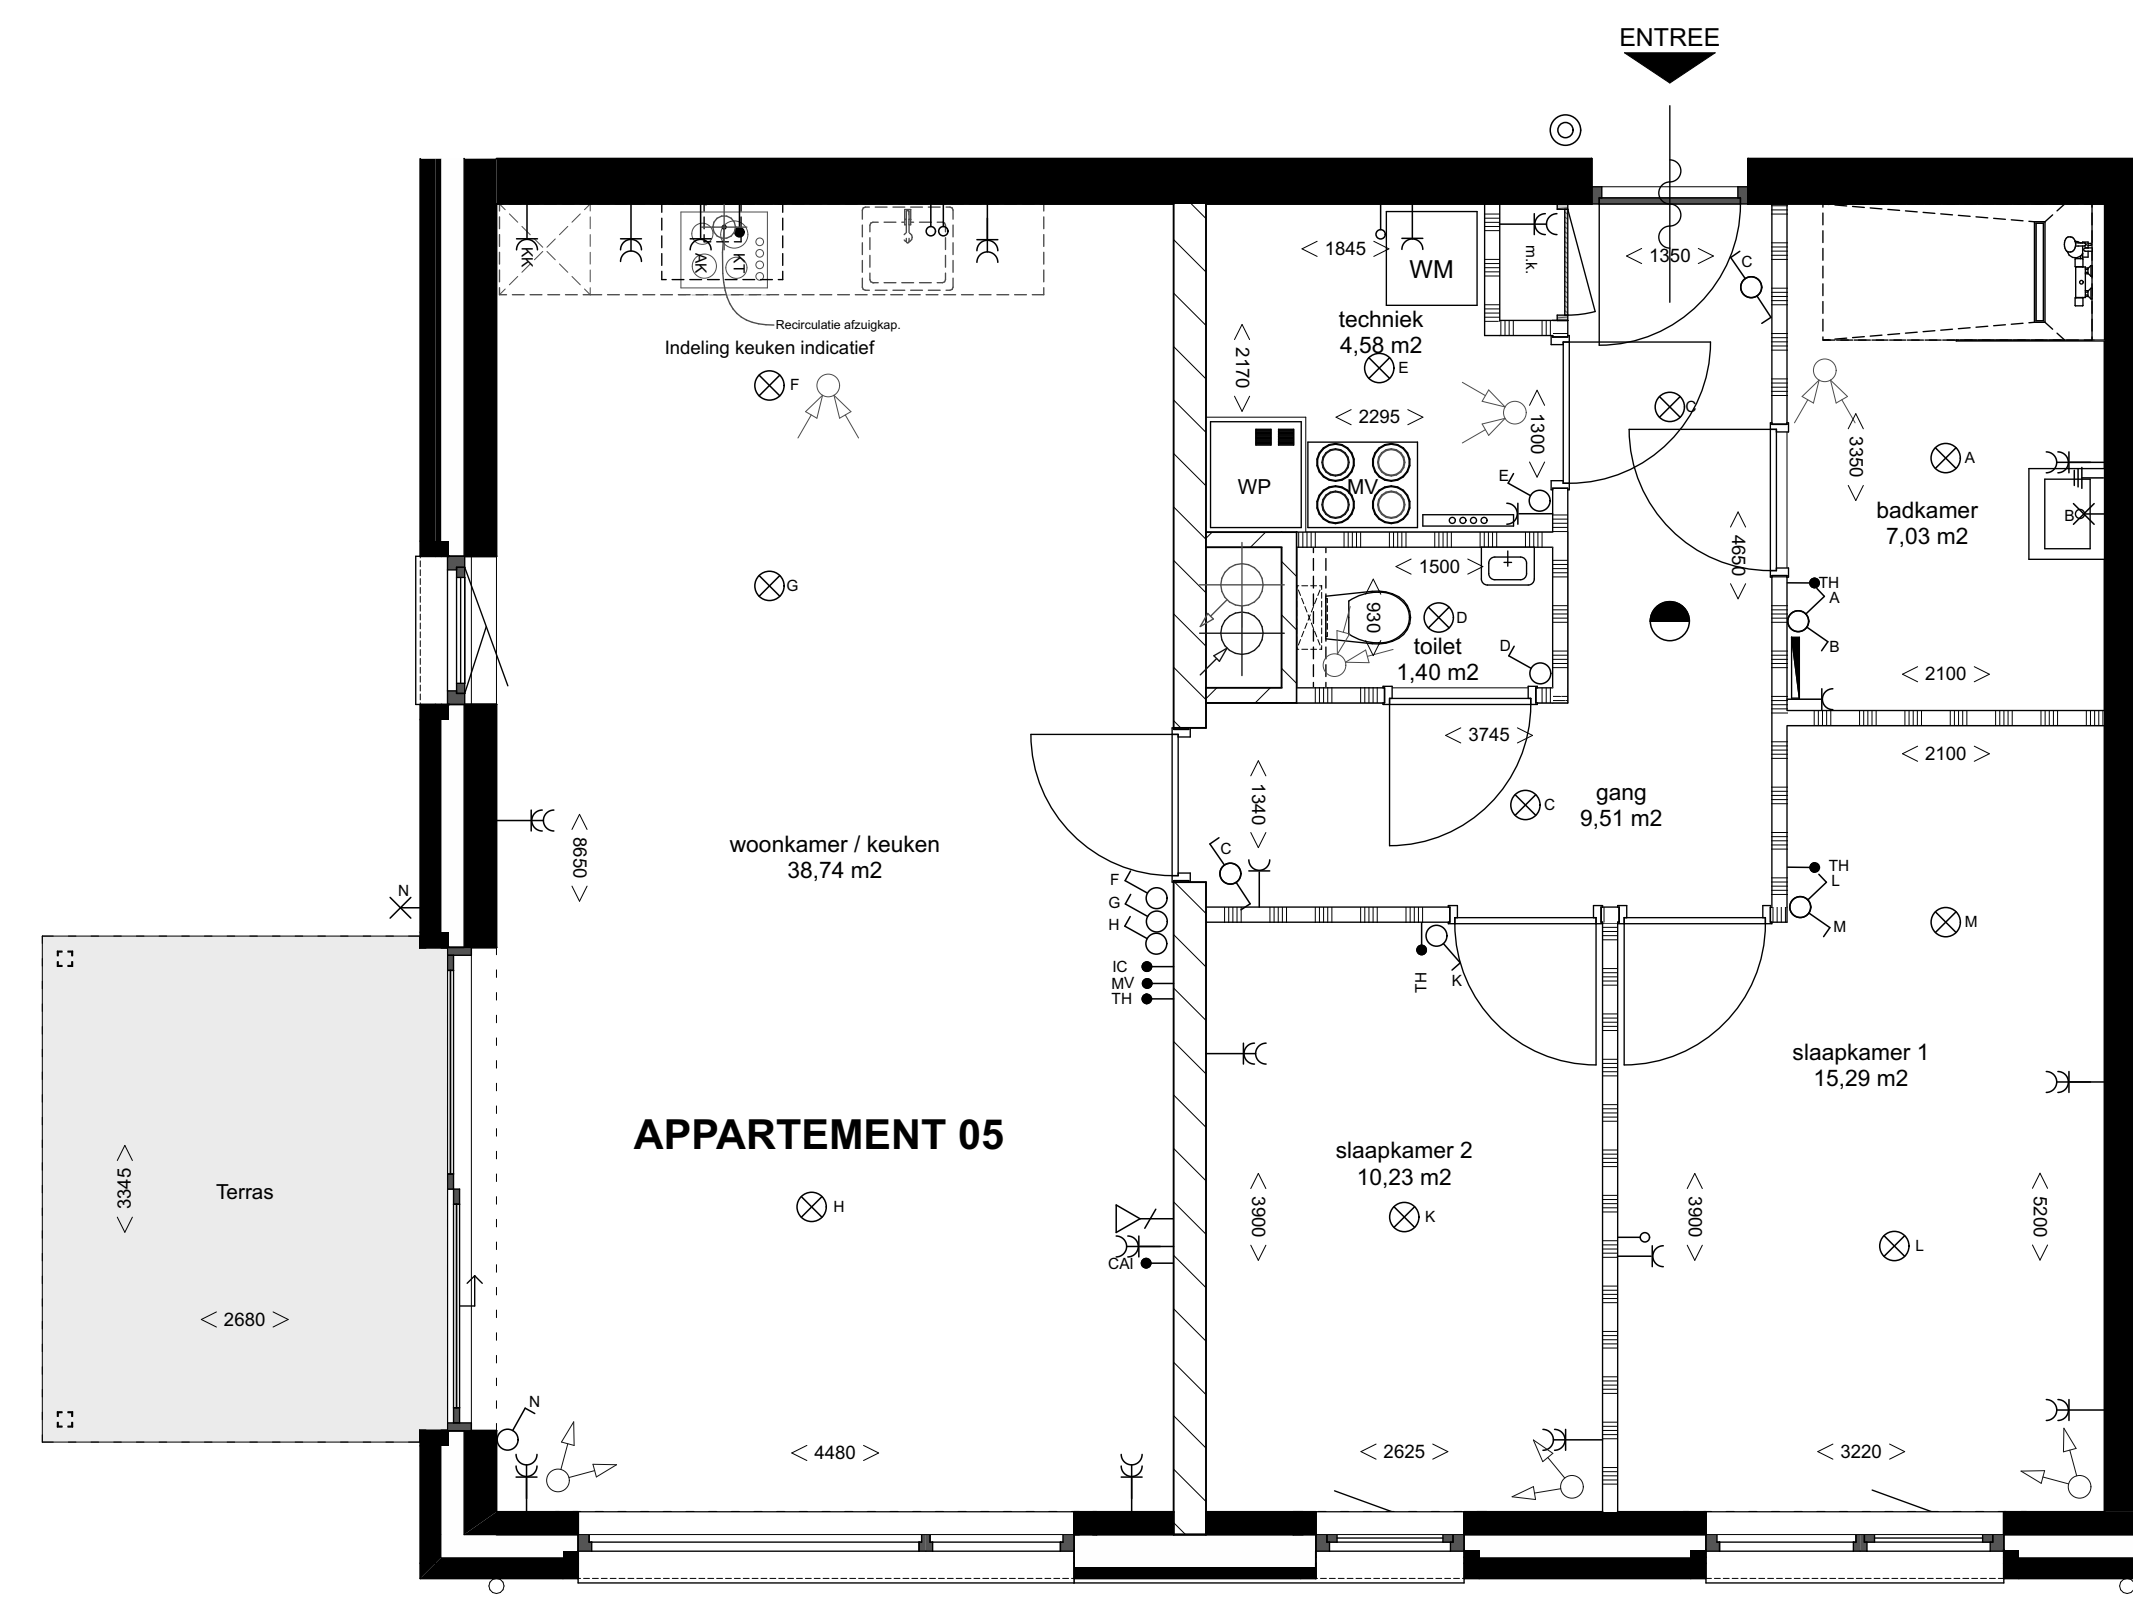 ENTREE
KK
AK
KT
Recirculatie afzuigkap.
Indeling keuken indicatief
F
G
< 1845 >
WM
m.k.
techniek
4,58 m2
E
< 2170 >
< 2295 >
< 1300 >
WP
MV
E
< 1350 >
C
C
< 3350 >
A
badkamer
7,03 m2
B
TH
A
B
< 2100 >
< 4650 >
< 1500 >
< 930 >
D
toilet
1,40 m2
D
< 3745 >
< 1340 >
C
gang
9,51 m2
C
< 2100 >
TH
L
M
M
< 8650 >
woonkamer / keuken
38,74 m2
F
G
H
IC
MV
TH
N
TH
K
slaapkamer 1
15,29 m2
APPARTEMENT 05
slaapkamer 2
10,23 m2
K
< 3900 >
< 3900 >
< 5200 >
L
H
CAI
Terras
< 3345 >
< 2680 >
N
< 4480 >
< 2625 >
< 3220 >